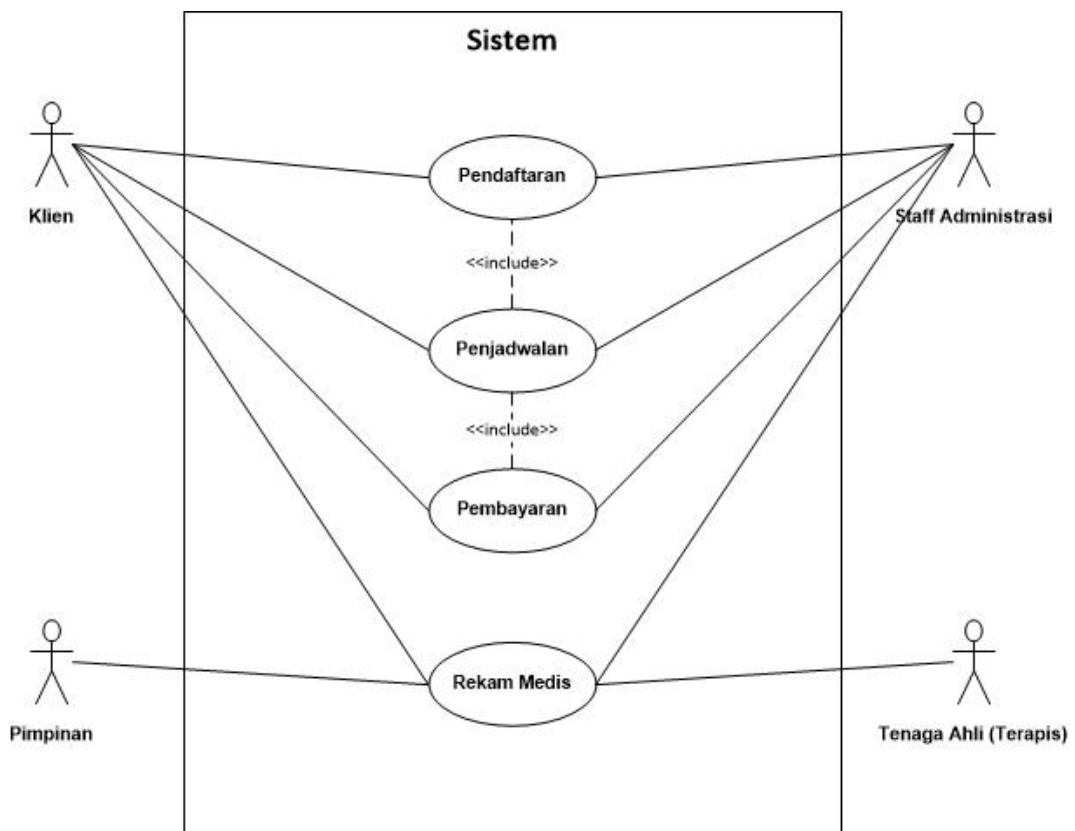 Sistem
Pendaftaran
Klien
Staff Administrasi
<<include>>
Penjadwalan
<<include>>
Pembayaran
Rekam Medis
Pimpinan
Tenaga Ahli (Terapis)